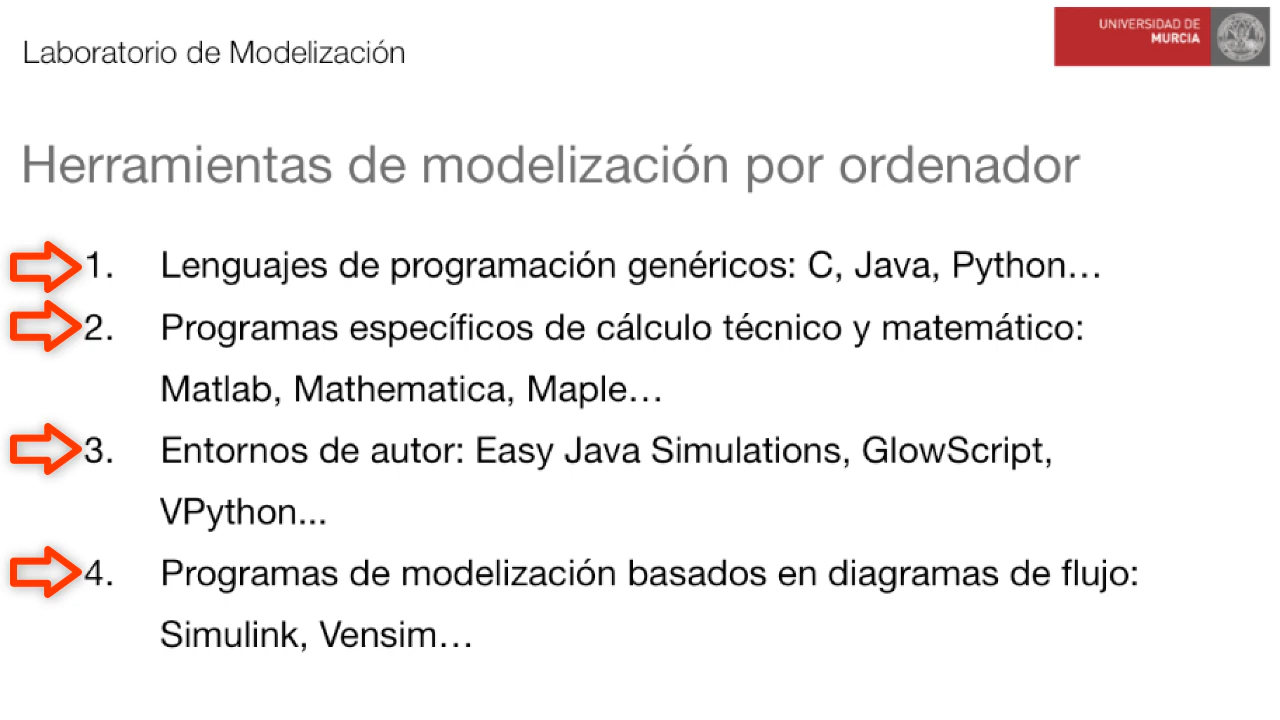 Laboratorio de Modelización
UNIVERSIDAD DE
MURCIA
Herramientas de modelización por ordenador
1. Lenguajes de programación genéricos: C, Java, Python…
2. Programas específicos de cálculo técnico y matemático:
Matlab, Mathematica, Maple…
3. Entornos de autor: Easy Java Simulations, GlowScript,
VPython...
4. Programas de modelización basados en diagramas de flujo:
Simulink, Vensim…